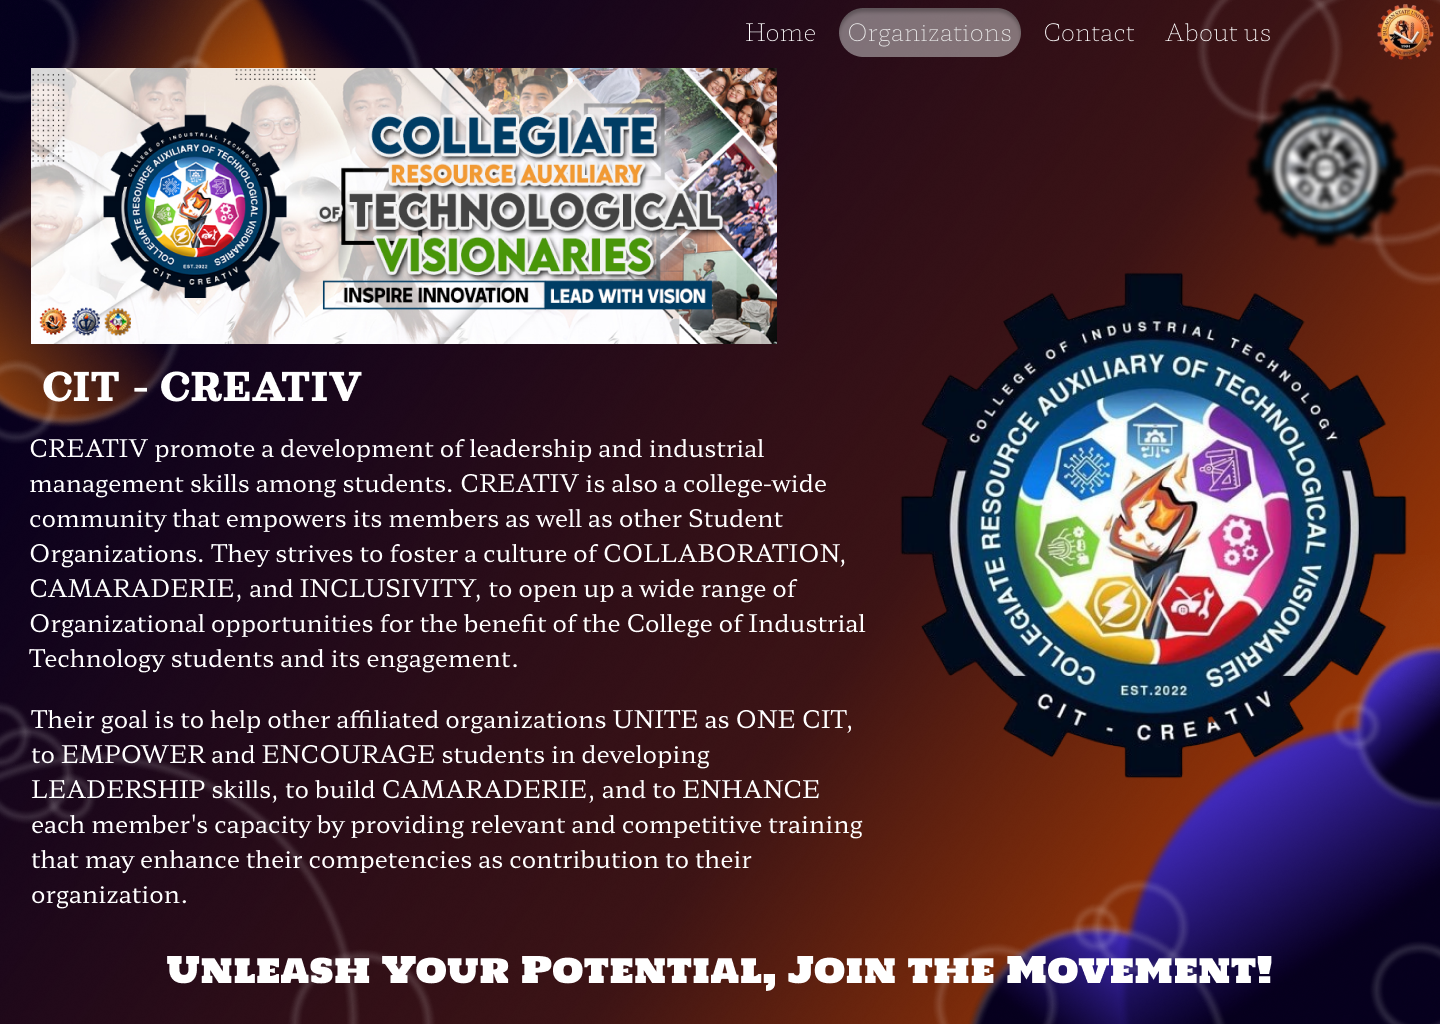 Home Organizations Contact About us
COLLEGE OF INDUSTRIAL TECHNOLOGY
COLLEGIATE RESOURCE AUXILIARY OF TECHNOLOGICAL VISIONARIES
EST.2022
CIT - CREATIV
COLLEGIATE
RESOURCE AUXILIARY
OF TECHNOLOGICAL
VISIONARIES
INSPIRE INNOVATION LEAD WITH VISION
CIT - CREATIV
CREATIV promote a development of leadership and industrial
management skills among students. CREATIV is also a college-wide
community that empowers its members as well as other Student
Organizations. They strives to foster a culture of COLLABORATION,
CAMARADERIE, and INCLUSIVITY, to open up a wide range of
Organizational opportunities for the benefit of the College of Industrial
Technology students and its engagement.
Their goal is to help other affiliated organizations UNITE as ONE CIT,
to EMPOWER and ENCOURAGE students in developing
LEADERSHIP skills, to build CAMARADERIE, and to ENHANCE
each member's capacity by providing relevant and competitive training
that may enhance their competencies as contribution to their
organization.
COLLEGE OF INDUSTRIAL TECHNOLOGY
COLLEGIATE RESOURCE AUXILIARY OF TECHNOLOGICAL VISIONARIES
EST.2022
CIT - CREATIV
Unleash Your Potential, Join the Movement!